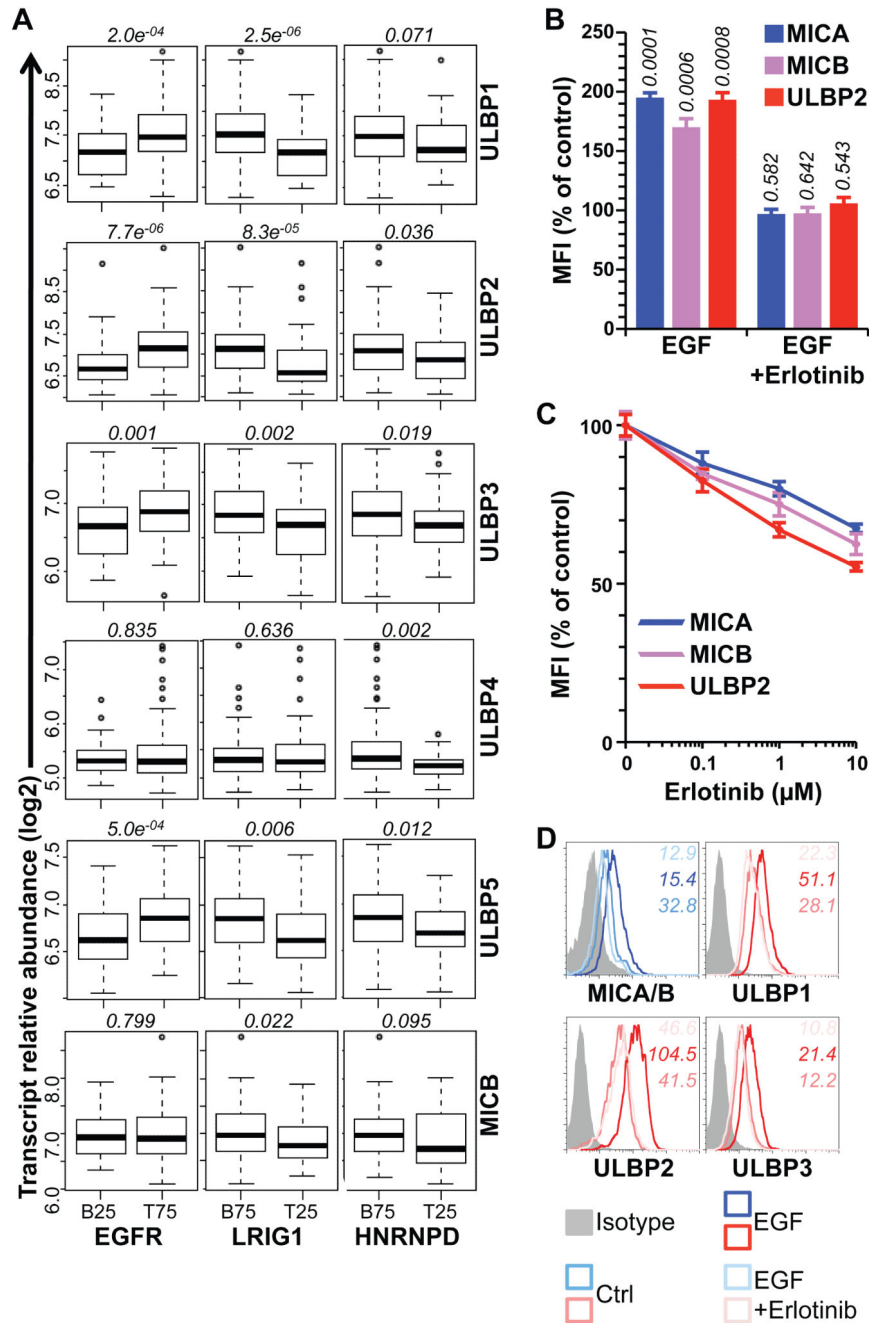 A
Transcript relative abundance (log2)
2.0e-04
2.5e-06
0.071
8.5
7.5
6.5
ULBP1
7.7e-06
8.3e-05
0.036
8.5
7.5
6.5
ULBP2
0.001
0.002
0.019
7.0
6.0
ULBP3
0.835
0.636
0.002
7.0
6.0
5.0
ULBP4
5.0e-04
0.006
0.012
7.5
6.5
ULBP5
0.799
0.022
0.095
8.0
7.0
6.0
MICB
B25 T75 B75 T25 B75 T25
EGFR LRIG1 HNRNPD
B
MFI (% of control)
250
200
150
100
50
0
0.0001
0.0006
0.0008
0.582
0.642
0.543
MICA
MICB
ULBP2
EGF
EGF
+Erlotinib
C
MFI (% of control)
100
50
0
MICA
MICB
ULBP2
0 0.1 1 10
Erlotinib (µM)
D
12.9
15.4
32.8
MICA/B
22.3
51.1
28.1
ULBP1
46.6
104.5
41.5
ULBP2
10.8
21.4
12.2
ULBP3
Isotype
EGF
Ctrl
EGF
+Erlotinib